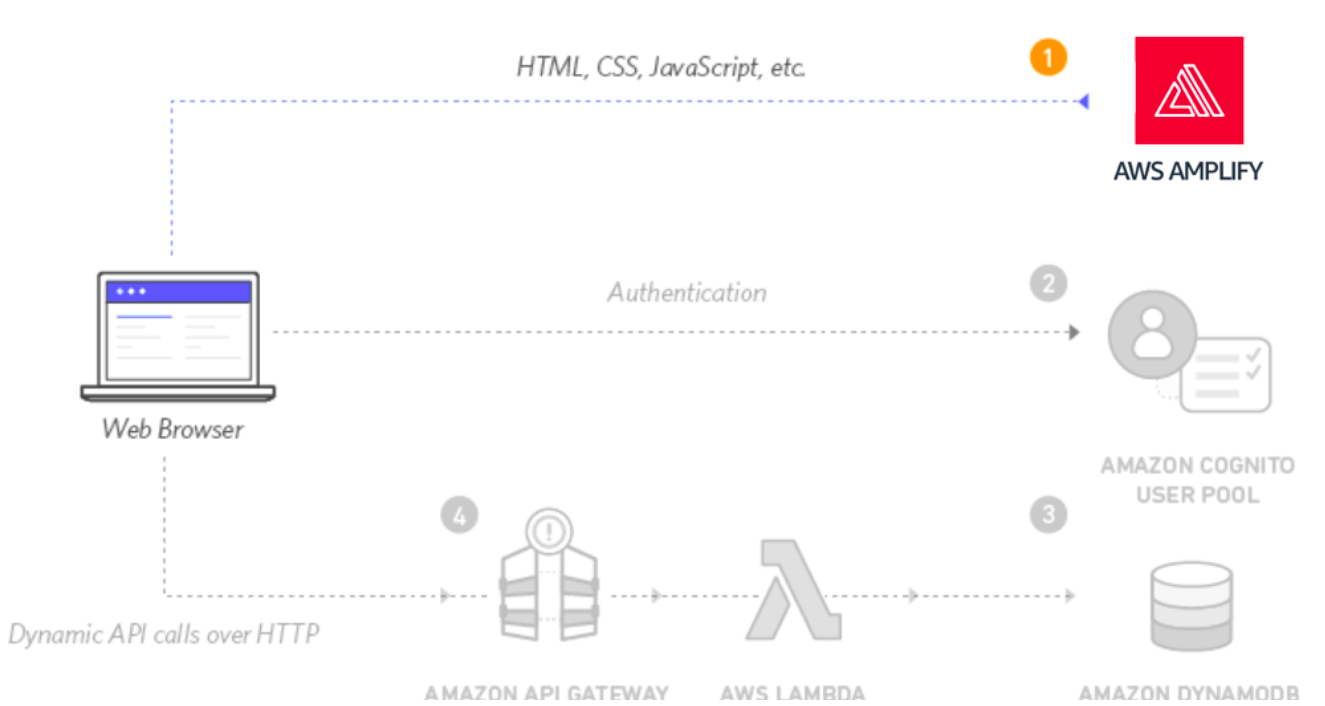 HTML, CSS, JavaScript, etc.
1
AWS AMPLIFY
Authentication
2
Web Browser
AMAZON COGNITO
USER POOL
4
3
Dynamic API calls over HTTP
AMAZON API GATEWAY
AWS LAMBDA
AMAZON DYNAMODB